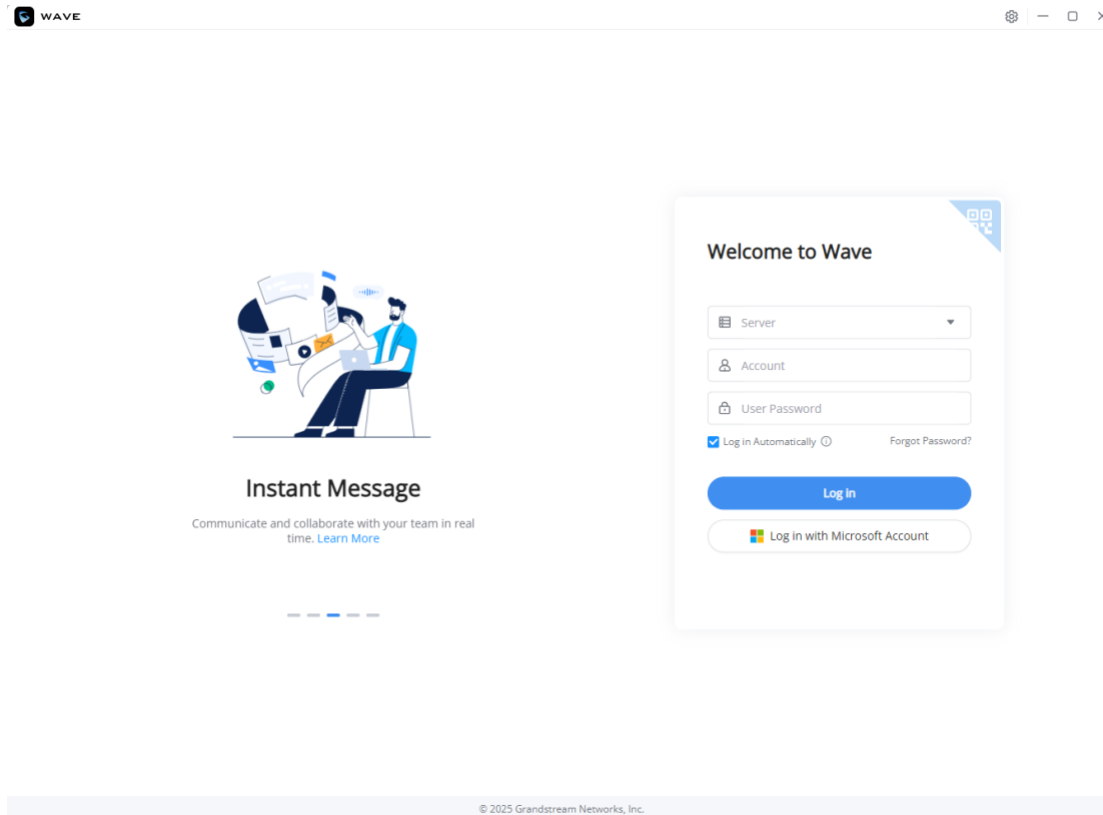 WAVE
Welcome to Wave
Server
Account
User Password
Log in Automatically
Forgot Password?
Log in
Log in with Microsoft Account
Instant Message
Communicate and collaborate with your team in real
time. Learn More
© 2025 Grandstream Networks, Inc.